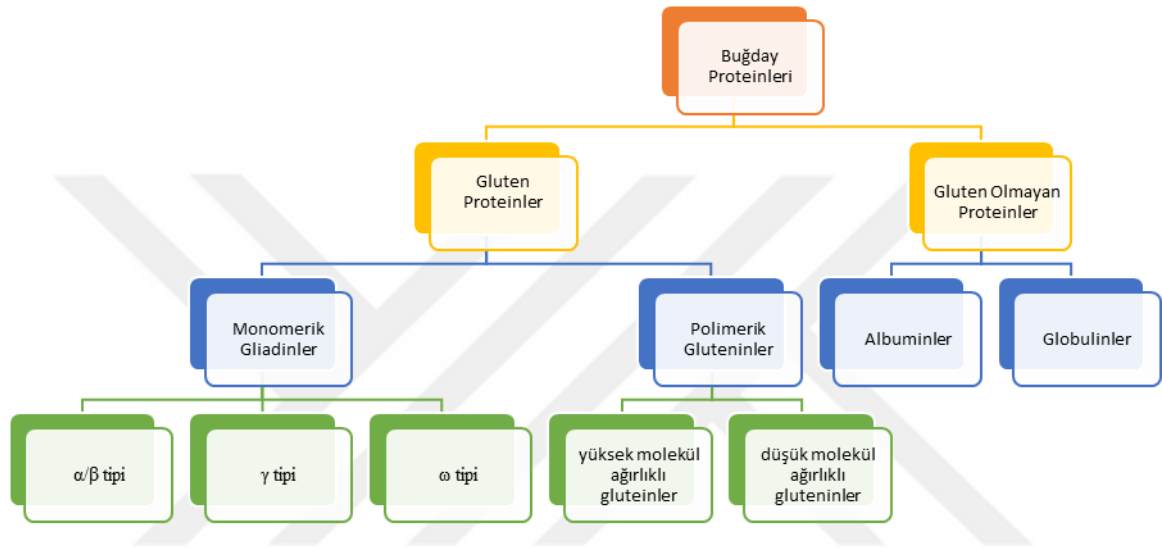 Buğday
Proteinleri
Gluten
Proteinler
Gluten Olmayan
Proteinler
Monomerik
Gliadinler
Polimerik
Gluteninler
Albuminler
Globulinler
α/β tipi
γ tipi
ω tipi
yüksek molekül
ağırlıklı
gluteinler
düşük molekül
ağırlıklı
gluteninler